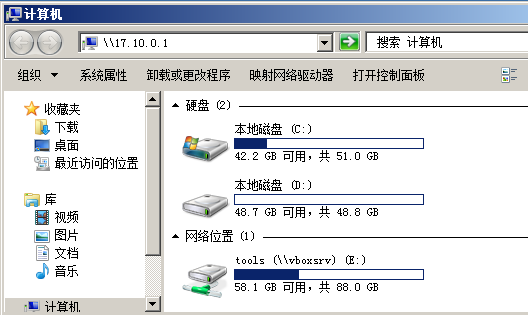 计算机
\\17.10.0.1
搜索 计算机
组织 系统属性 卸载或更改程序 映射网络驱动器 打开控制面板
收藏夹
下载
桌面
最近访问的位置
库
视频
图片
文档
音乐
计算机
硬盘 (2)
本地磁盘 (C:)
42.2 GB 可用，共 51.0 GB
本地磁盘 (D:)
48.7 GB 可用，共 48.8 GB
网络位置 (1)
tools (\\vboxsrv) (E:)
58.1 GB 可用，共 88.0 GB